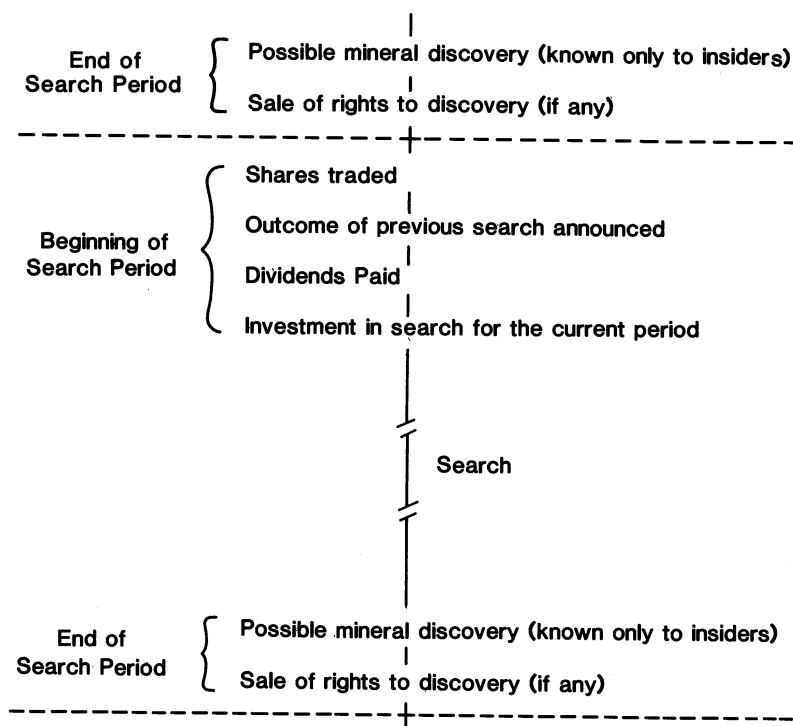 End of
Search Period
Possible mineral discovery (known only to insiders)
Sale of rights to discovery (if any)
Beginning of
Search Period
Shares traded
Outcome of previous search announced
Dividends Paid
Investment in search for the current period
Search
End of
Search Period
Possible mineral discovery (known only to insiders)
Sale of rights to discovery (if any)